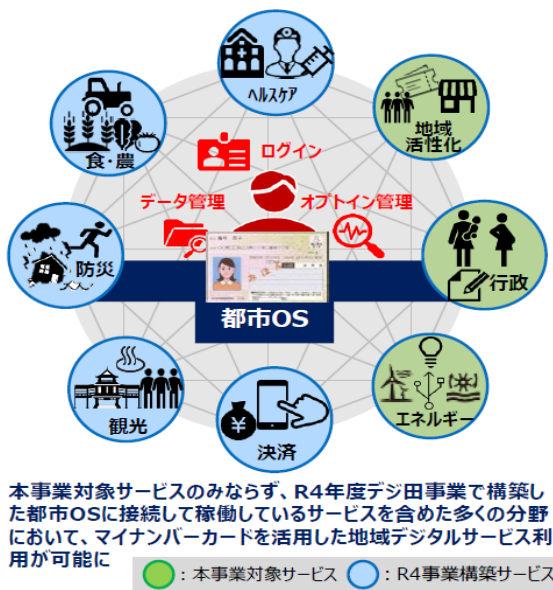 ヘルスケア
地域
活性化
食・農
ログイン
データ管理
オプトイン管理
防災
行政
都市OS
エネルギー
観光
¥
決済
本事業対象サービスのみならず、R4年度デジ田事業で構築し
た都市OSに接続して稼働しているサービスを含めた多くの分野
において、マイナンバーカードを活用した地域デジタルサービス利
用が可能に
：本事業対象サービス ：R4事業構築サービス